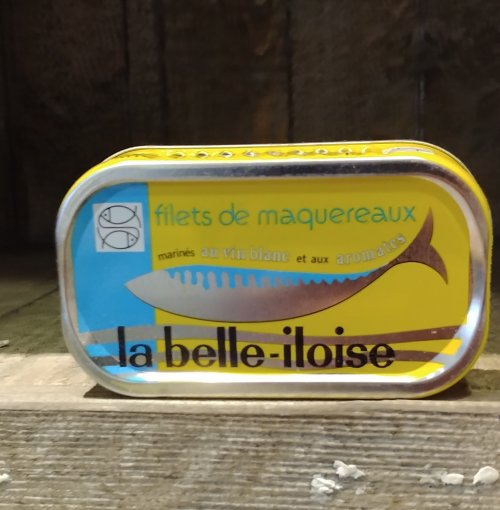 filets de maquereaux
marinés au vin blanc et aux aromates
la belle-iloise